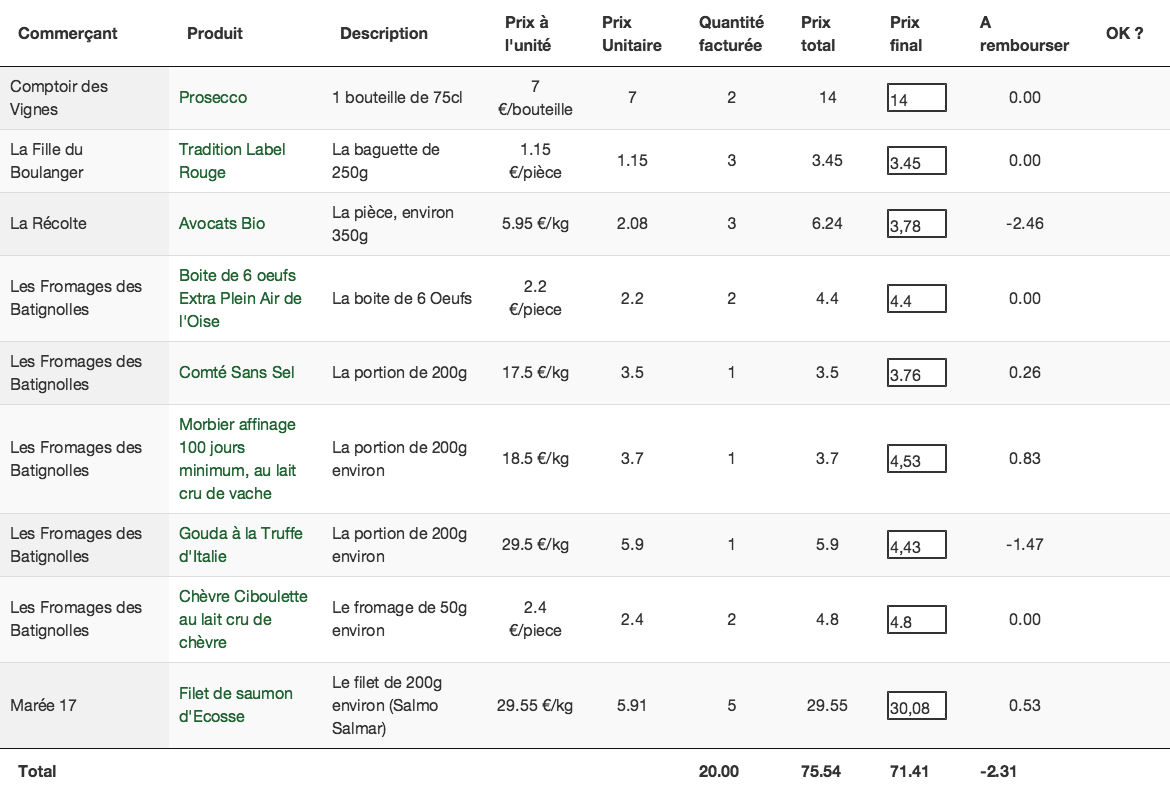 Commerçant Produit Description Prix à l'unité Prix Unitaire Quantité facturée Prix total Prix final A rembourser OK ?
Comptoir des Vignes Prosecco 1 bouteille de 75cl 7 €/bouteille 7 2 14 14 0.00
La Fille du Boulanger Tradition Label Rouge La baguette de 250g 1.15 €/pièce 1.15 3 3.45 3.45 0.00
La Récolte Avocats Bio La pièce, environ 350g 5.95 €/kg 2.08 3 6.24 3,78 -2.46
Les Fromages des Batignolles Boite de 6 oeufs Extra Plein Air de l'Oise La boite de 6 Oeufs 2.2 €/piece 2.2 2 4.4 4.4 0.00
Les Fromages des Batignolles Comté Sans Sel La portion de 200g 17.5 €/kg 3.5 1 3.5 3.76 0.26
Les Fromages des Batignolles Morbier affinage 100 jours minimum, au lait cru de vache La portion de 200g environ 18.5 €/kg 3.7 1 3.7 4,53 0.83
Les Fromages des Batignolles Gouda à la Truffe d'Italie La portion de 200g environ 29.5 €/kg 5.9 1 5.9 4,43 -1.47
Les Fromages des Batignolles Chèvre Ciboulette au lait cru de chèvre Le fromage de 50g environ 2.4 €/piece 2.4 2 4.8 4.8 0.00
Marée 17 Filet de saumon d'Ecosse Le filet de 200g environ (Salmo Salmar) 29.55 €/kg 5.91 5 29.55 30,08 0.53
Total 20.00 75.54 71.41 -2.31